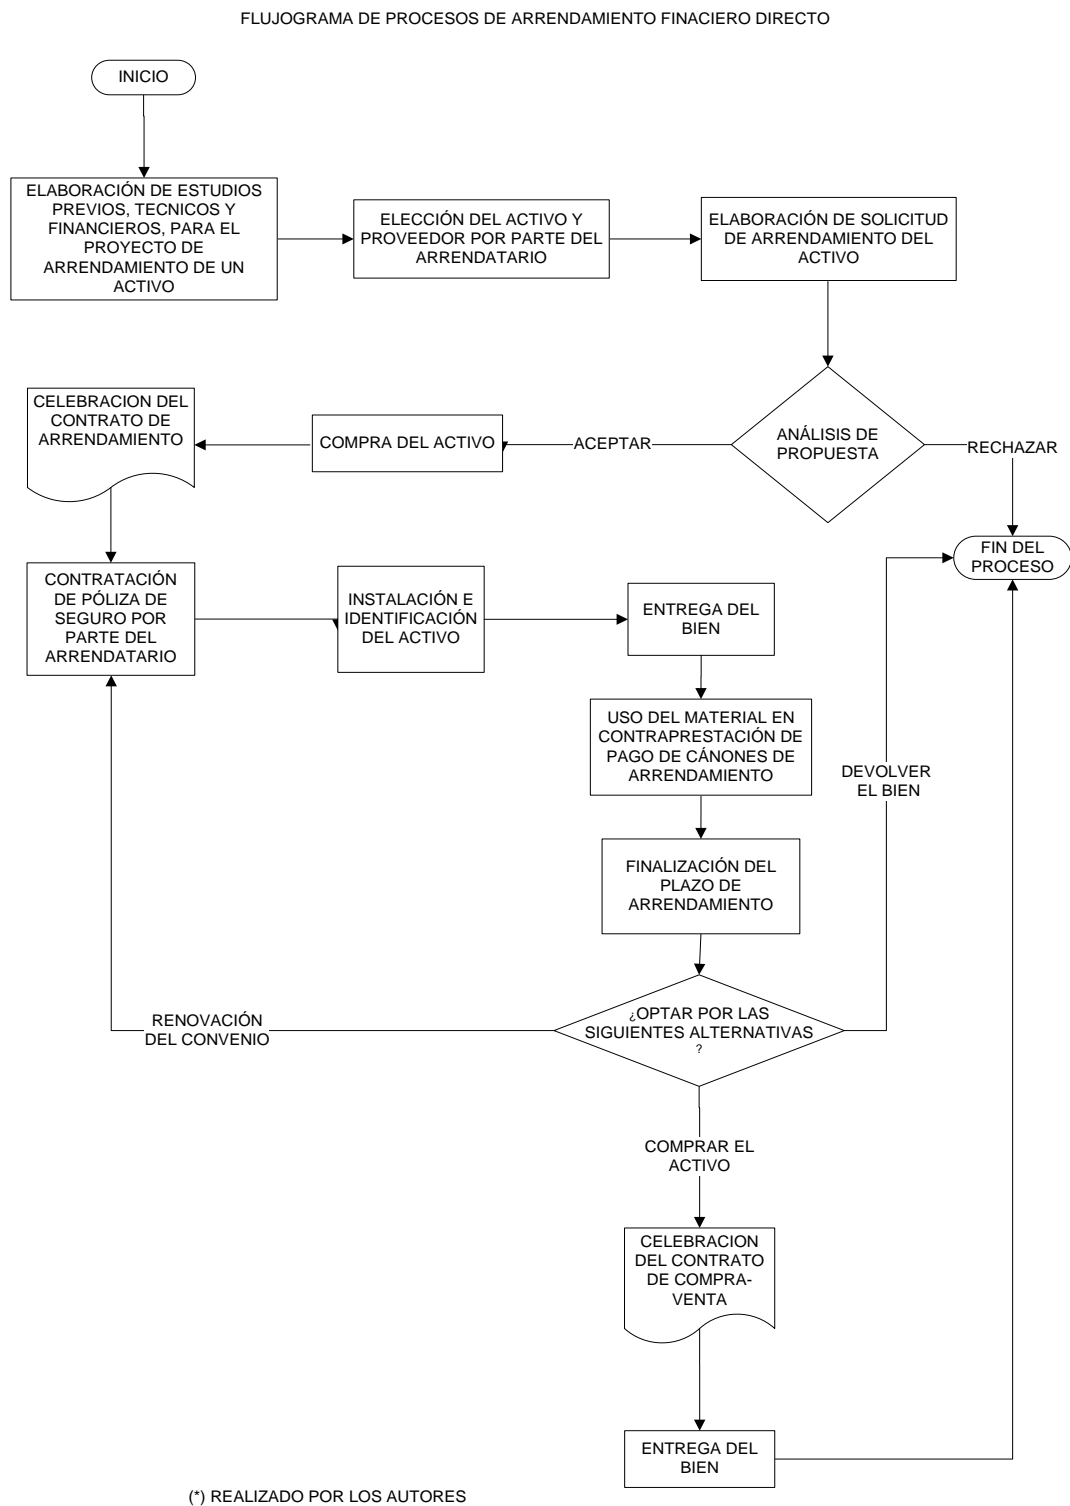 FLUJOGRAMA DE PROCESOS DE ARRENDAMIENTO FINACIERO DIRECTO
INICIO
ELABORACIÓN DE ESTUDIOS
PREVIOS, TECNICOS Y
FINANCIEROS, PARA EL
PROYECTO DE
ARRENDAMIENTO DE UN
ACTIVO
ELECCIÓN DEL ACTIVO Y
PROVEEDOR POR PARTE DEL
ARRENDATARIO
ELABORACIÓN DE SOLICITUD
DE ARRENDAMIENTO DEL
ACTIVO
ANÁLISIS DE
PROPUESTA
RECHAZAR
ACEPTAR
COMPRA DEL ACTIVO
CELEBRACION DEL
CONTRATO DE
ARRENDAMIENTO
FIN DEL
PROCESO
CONTRATACIÓN
DE PÓLIZA DE
SEGURO POR
PARTE DEL
ARRENDATARIO
INSTALACIÓN E
IDENTIFICACIÓN
DEL ACTIVO
ENTREGA DEL
BIEN
USO DEL MATERIAL EN
CONTRAPRESTACIÓN DE
PAGO DE CÁNONES DE
ARRENDAMIENTO
DEVOLVER
EL BIEN
FINALIZACIÓN DEL
PLAZO DE
ARRENDAMIENTO
¿OPTAR POR LAS
SIGUIENTES ALTERNATIVAS
?
RENOVACIÓN
DEL CONVENIO
COMPRAR EL
ACTIVO
CELEBRACION
DEL CONTRATO
DE COMPRA-
VENTA
ENTREGA DEL
BIEN
(*) REALIZADO POR LOS AUTORES